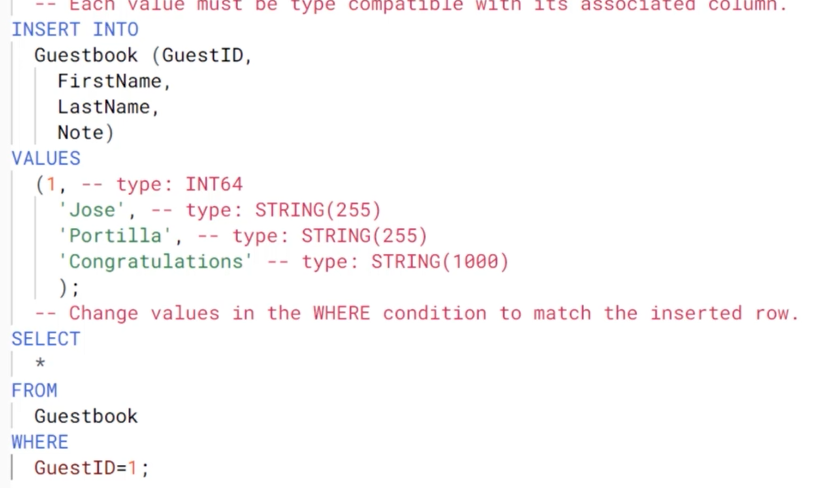 -- Each value must be type compatible with its associated column.
INSERT INTO
Guestbook (GuestID,
FirstName,
LastName,
Note)
VALUES
(1, -- type: INT64
'Jose', -- type: STRING(255)
'Portilla', -- type: STRING(255)
'Congratulations' -- type: STRING(1000)
);
-- Change values in the WHERE condition to match the inserted row.
SELECT
*
FROM
Guestbook
WHERE
GuestID=1;